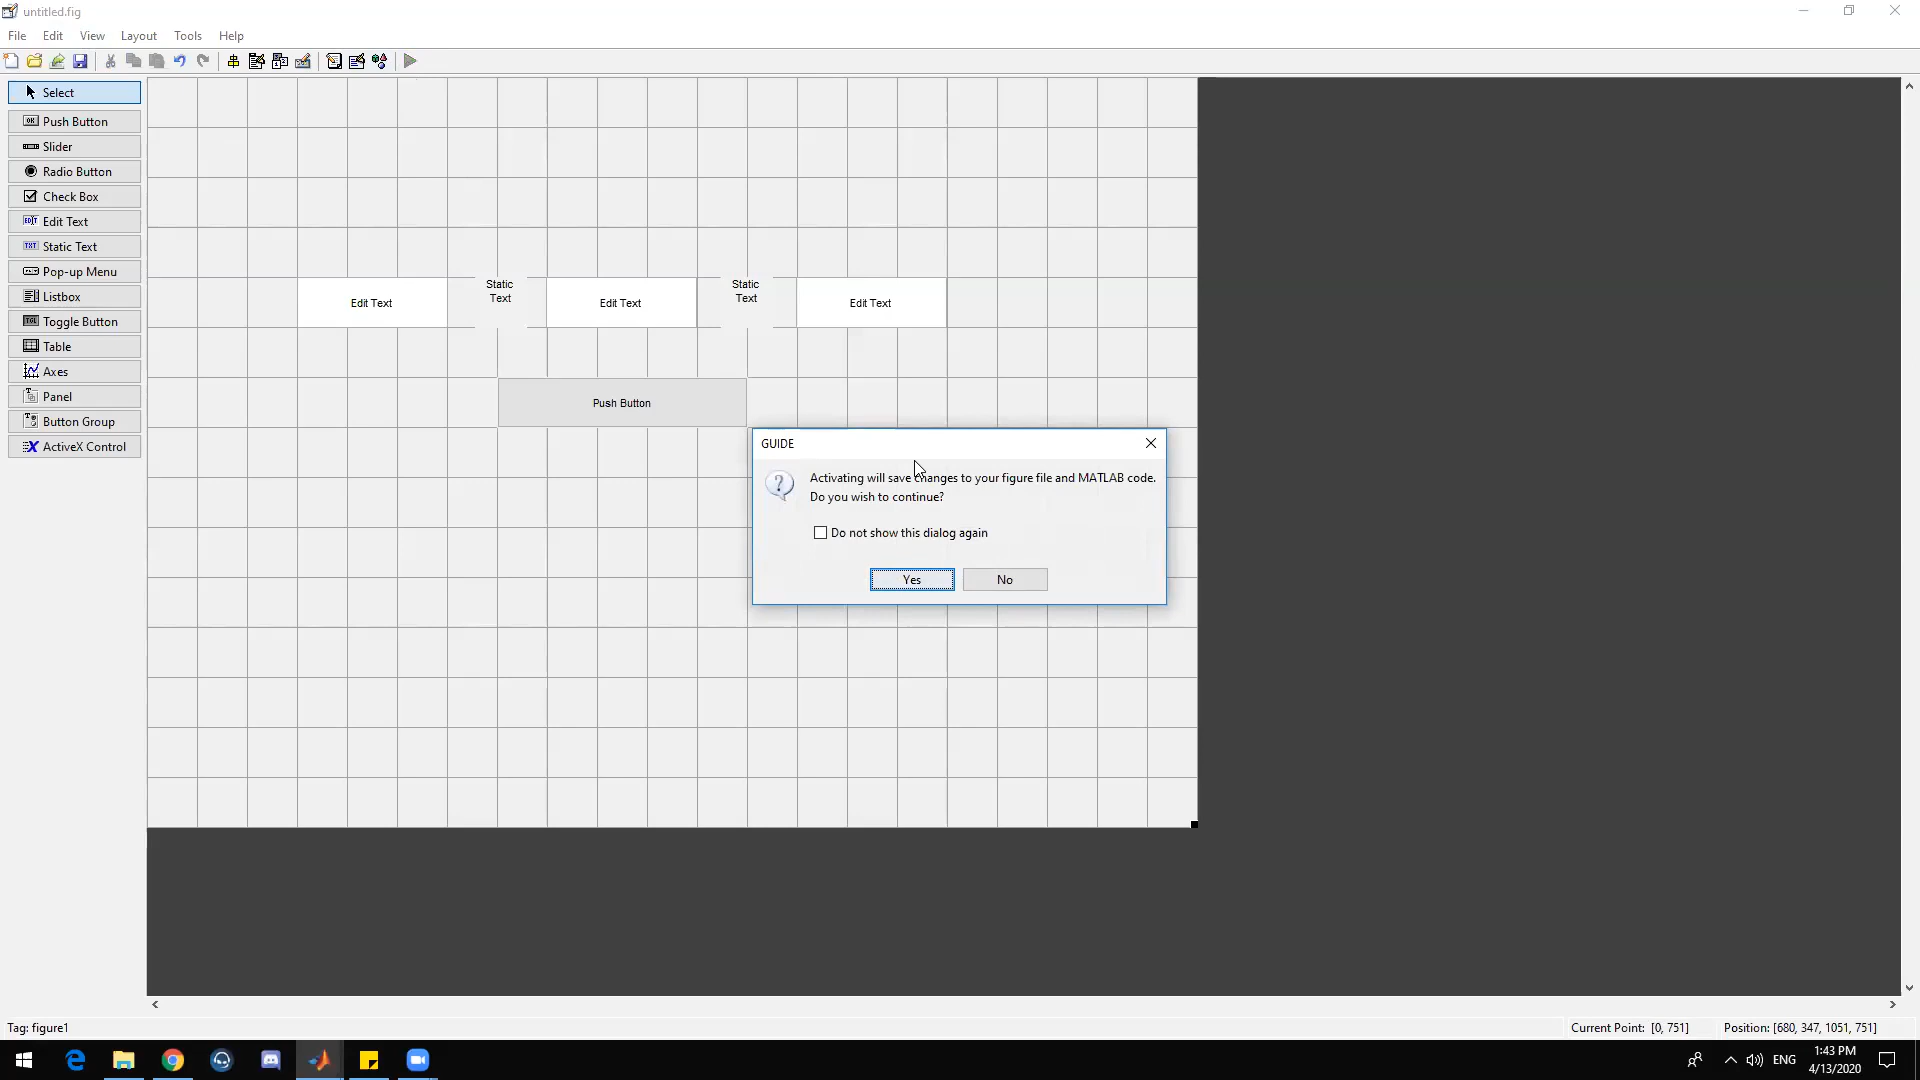 untitled.fig
File Edit View Layout Tools Help
Select
Push Button
Slider
Radio Button
Check Box
Edit Text
Static Text
Pop-up Menu
Listbox
Toggle Button
Table
Axes
Panel
Button Group
ActiveX Control
OK
EDIT
TXT
TGL
Edit Text
Static
Text
Edit Text
Static
Text
Edit Text
Push Button
GUIDE
Activating will save changes to your figure file and MATLAB code.
Do you wish to continue?
Do not show this dialog again
Yes No
Tag: figure1
Current Point: [0, 751] Position: [680, 347, 1051, 751]
ENG
1:43 PM
4/13/2020